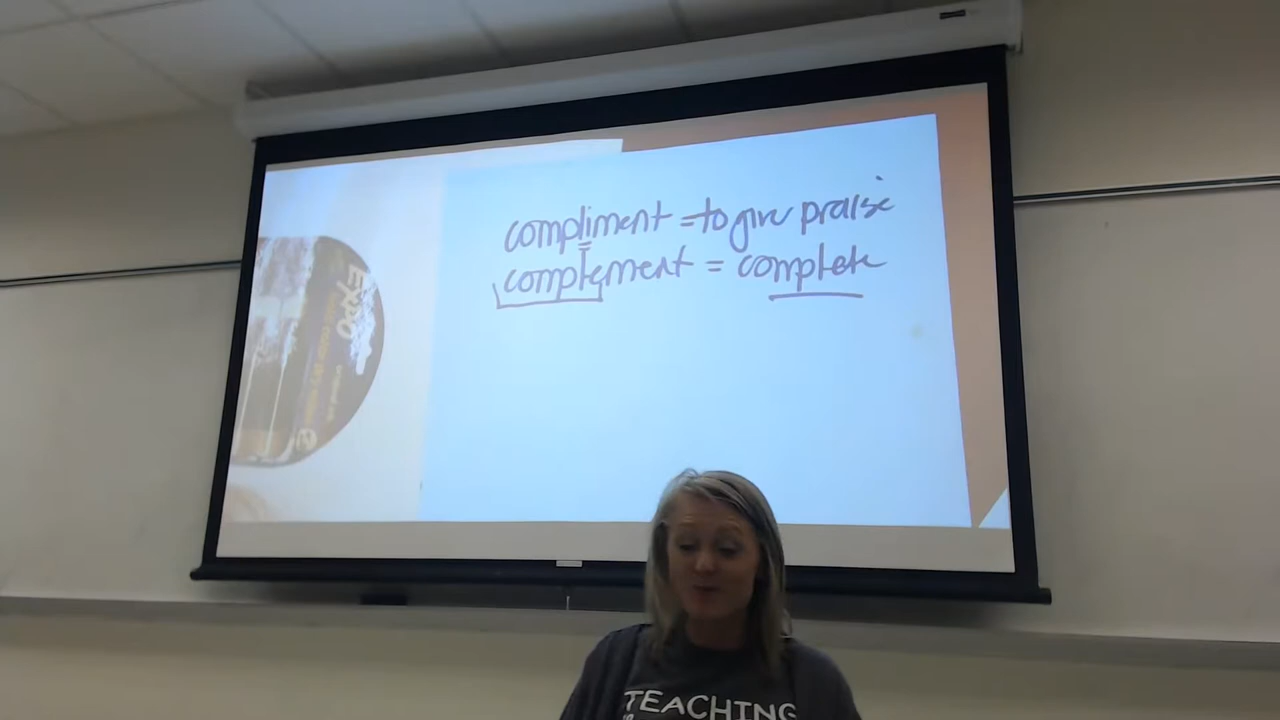 compliment = to give praise
complement = complete
EXPO
TEACHING